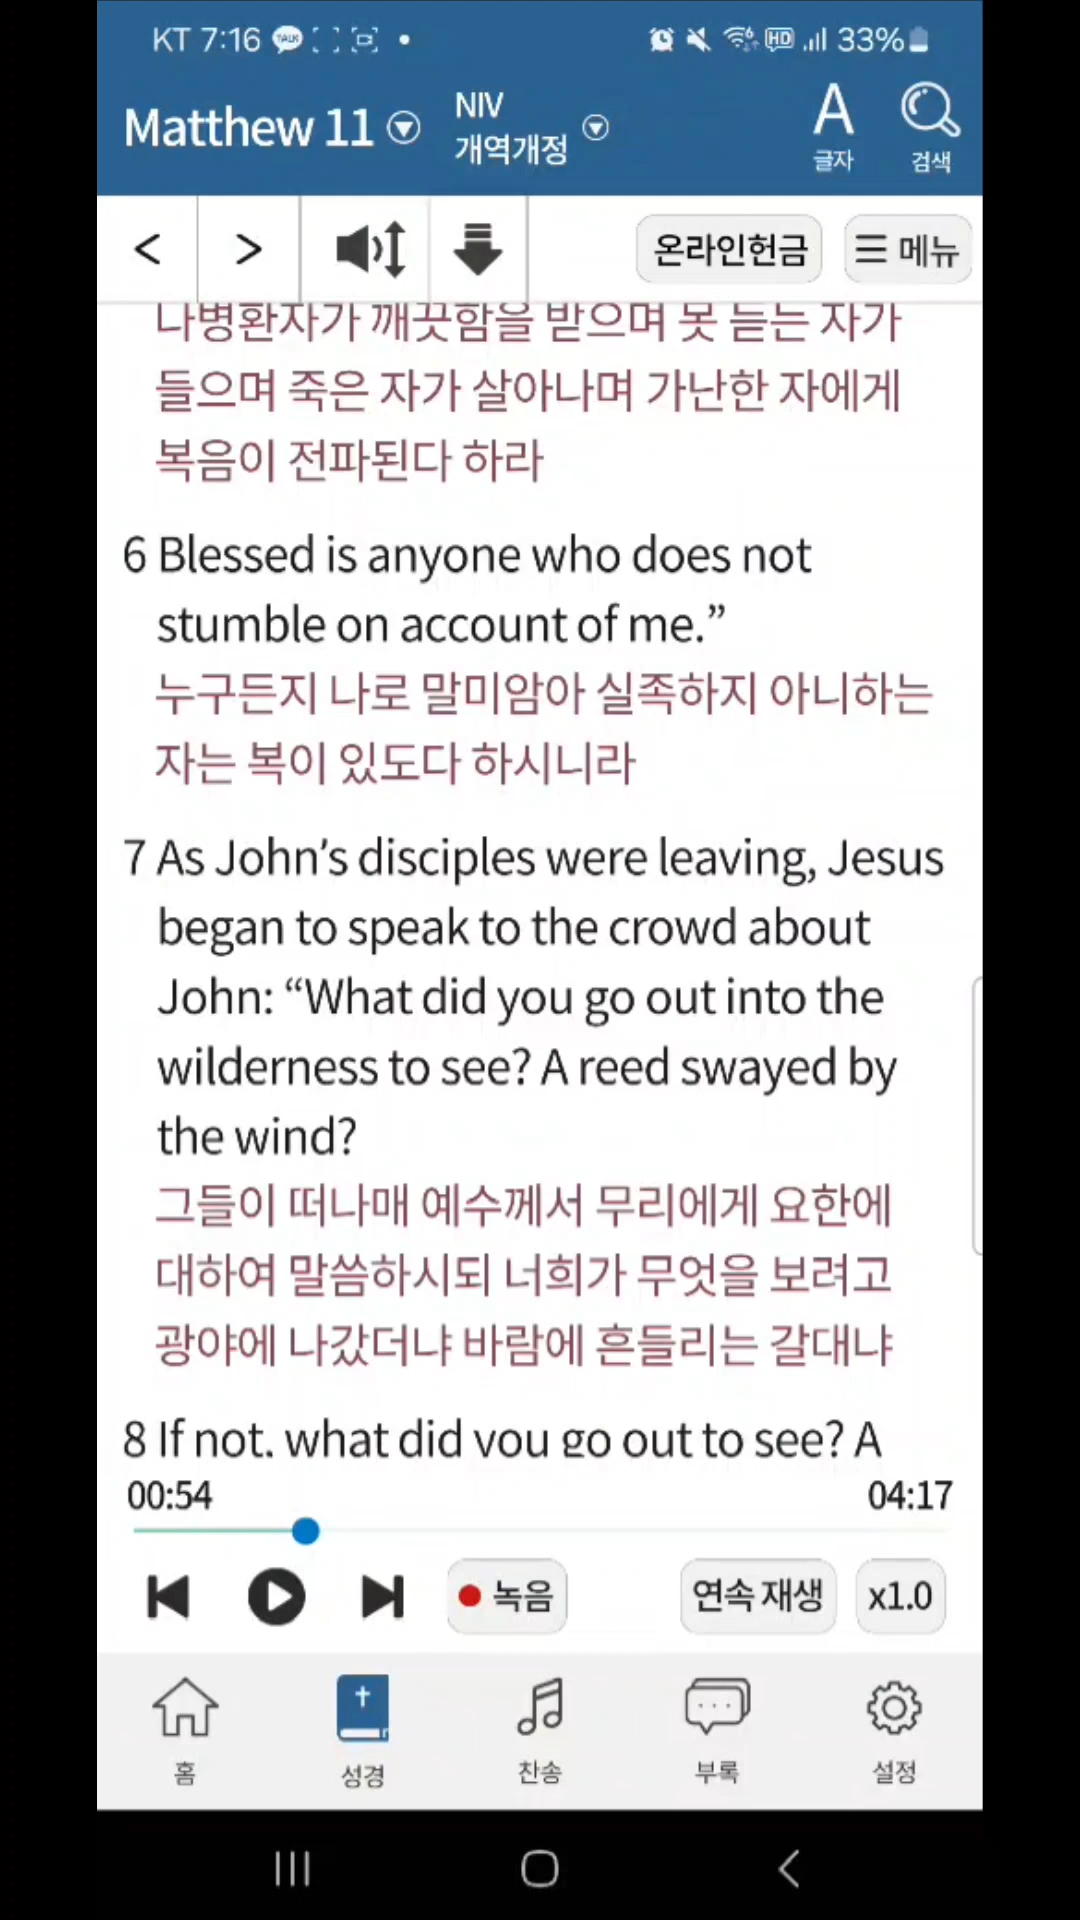 KT 7:16 TALK HD 33%
Matthew 11
NIV
개역개정
A
글자
검색
< >
온라인헌금
메뉴
나병환자가 깨끗함을 받으며 못 듣는 자가
들으며 죽은 자가 살아나며 가난한 자에게
복음이 전파된다 하라
6 Blessed is anyone who does not
stumble on account of me.”
누구든지 나로 말미암아 실족하지 아니하는
자는 복이 있도다 하시니라
7 As John’s disciples were leaving, Jesus
began to speak to the crowd about
John: “What did you go out into the
wilderness to see? A reed swayed by
the wind?
그들이 떠나매 예수께서 무리에게 요한에
대하여 말씀하시되 너희가 무엇을 보려고
광야에 나갔더냐 바람에 흔들리는 갈대냐
8 If not, what did you go out to see? A
00:54 04:17
녹음 연속 재생 x1.0
홈 성경 찬송 부록 설정